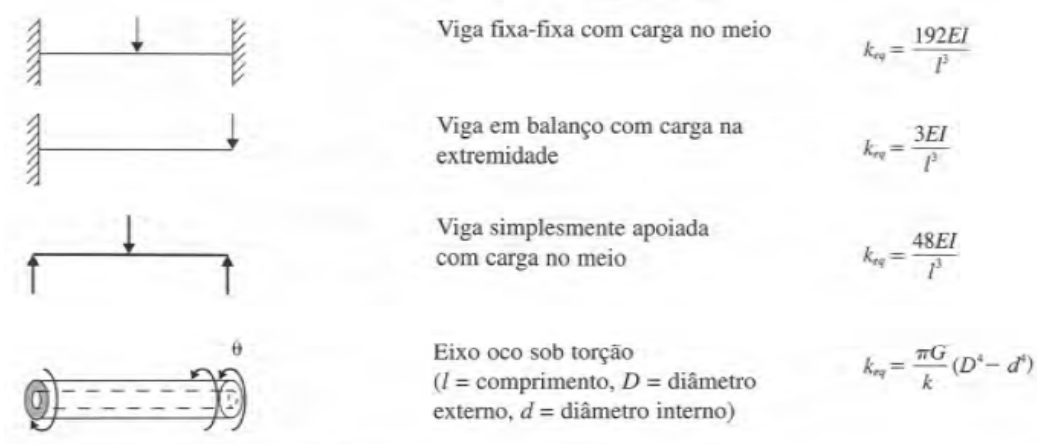 Viga fixa-fixa com carga no meio
k_eq = 192EI / l³
Viga em balanço com carga na
extremidade
k_eq = 3EI / l³
Viga simplesmente apoiada
com carga no meio
k_eq = 48EI / l³
θ
Eixo oco sob torção
(l = comprimento, D = diâmetro
externo, d = diâmetro interno)
k_eq = πG / k (D⁴ − d⁴)